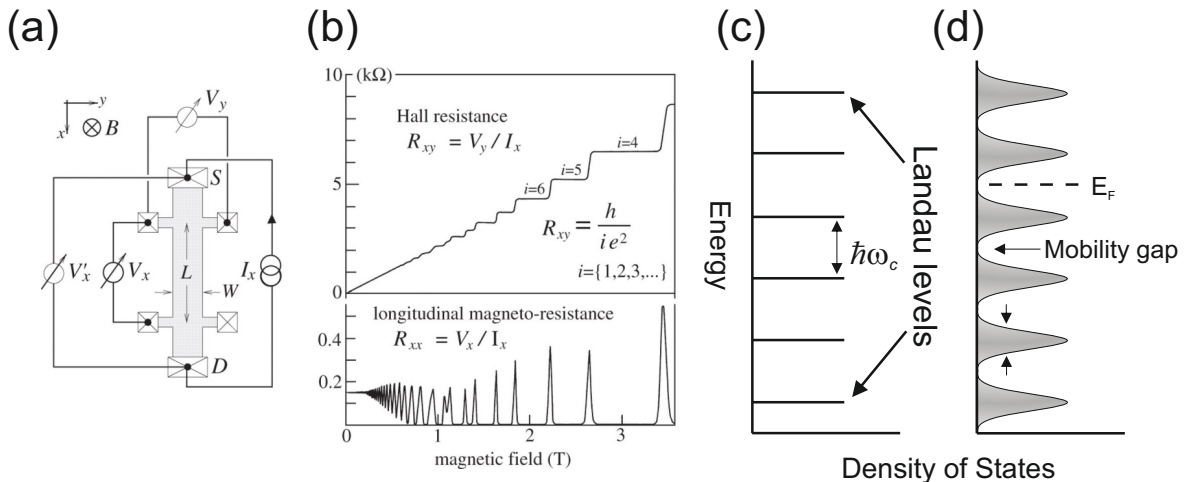 (a)
y
x
B
V_y
S
V'_x
V_x
L
I_x
W
D
(b)
10
(kΩ)
Hall resistance
R_xy = V_y / I_x
i=4
i=5
i=6
5
R_xy = h / i e²
i={1,2,3,...}
0
longitudinal magneto-resistance
R_xx = V_x / I_x
0.4
0.2
0 1 2 3
magnetic field (T)
(c)
Energy
ħω_c
Landau levels
(d)
E_F
Mobility gap
Density of States